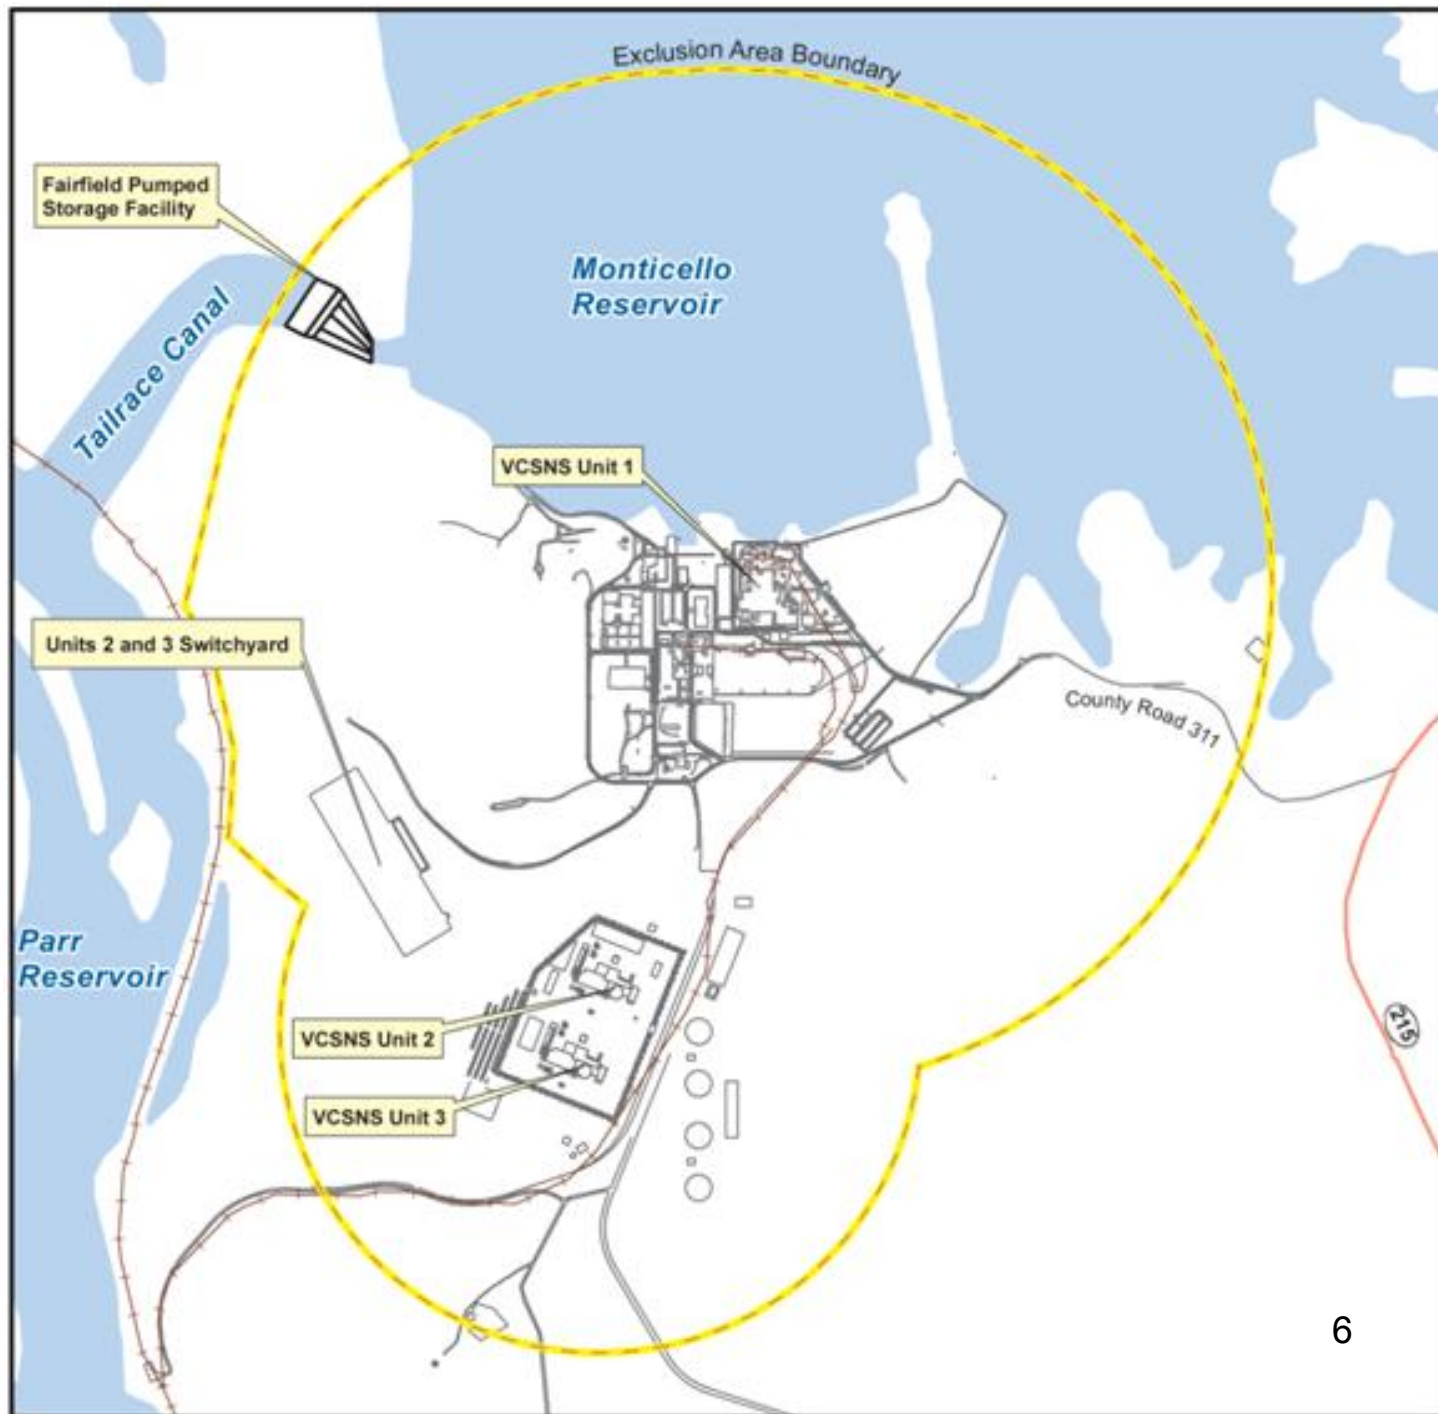 Exclusion Area Boundary
Fairfield Pumped
Storage Facility
Monticello
Reservoir
Tailrace Canal
VCSNS Unit 1
Units 2 and 3 Switchyard
County Road 311
Parr
Reservoir
215
VCSNS Unit 2
VCSNS Unit 3
6